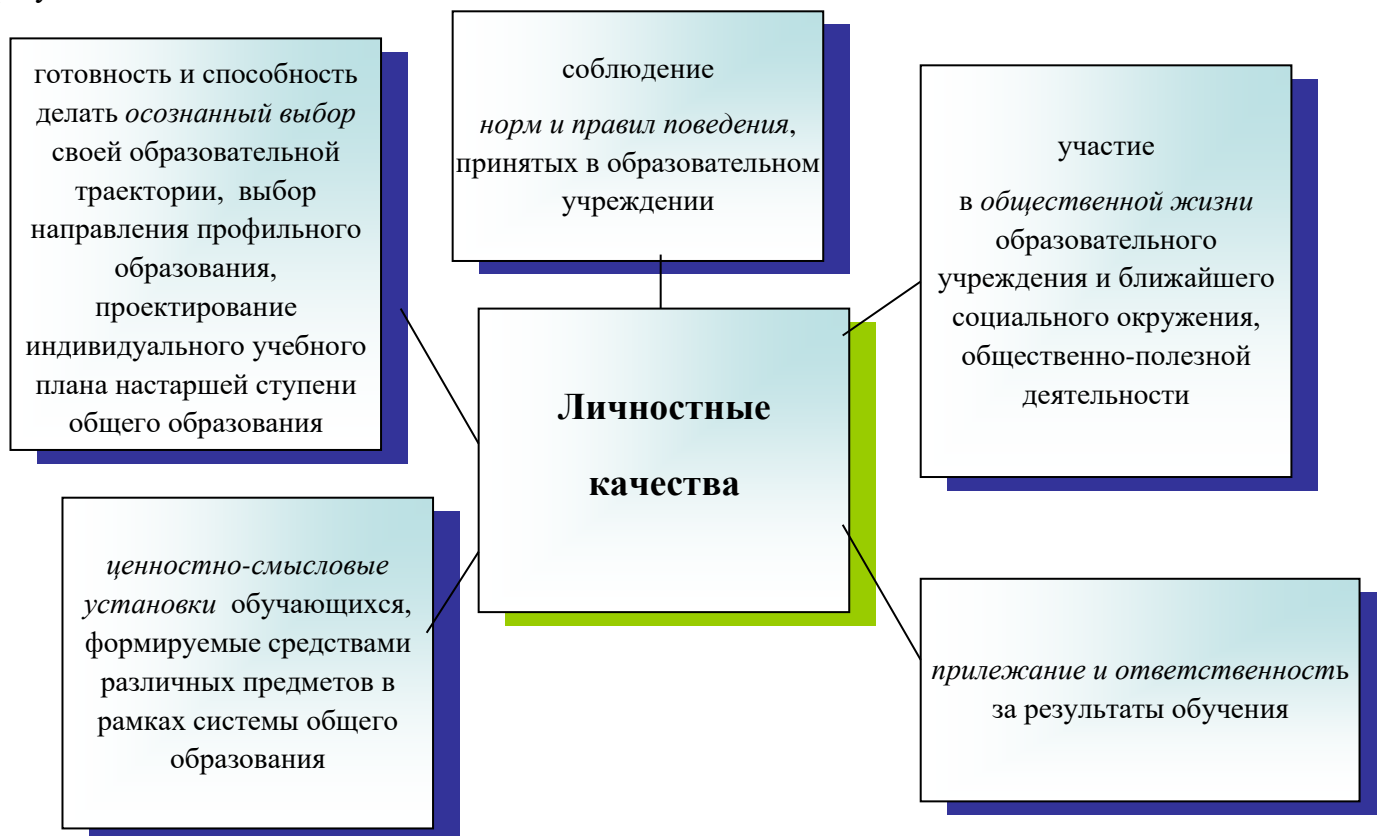 готовность и способность
делать осознанный выбор
своей образовательной
траектории, выбор
направления профильного
образования,
проектирование
индивидуального учебного
плана настаршей ступени
общего образования
соблюдение
норм и правил поведения,
принятых в образовательном
учреждении
участие
в общественной жизни
образовательного
учреждения и ближайшего
социального окружения,
общественно-полезной
деятельности
Личностные
качества
ценностно-смысловые
установки обучающихся,
формируемые средствами
различных предметов в
рамках системы общего
образования
прилежание и ответственность
за результаты обучения